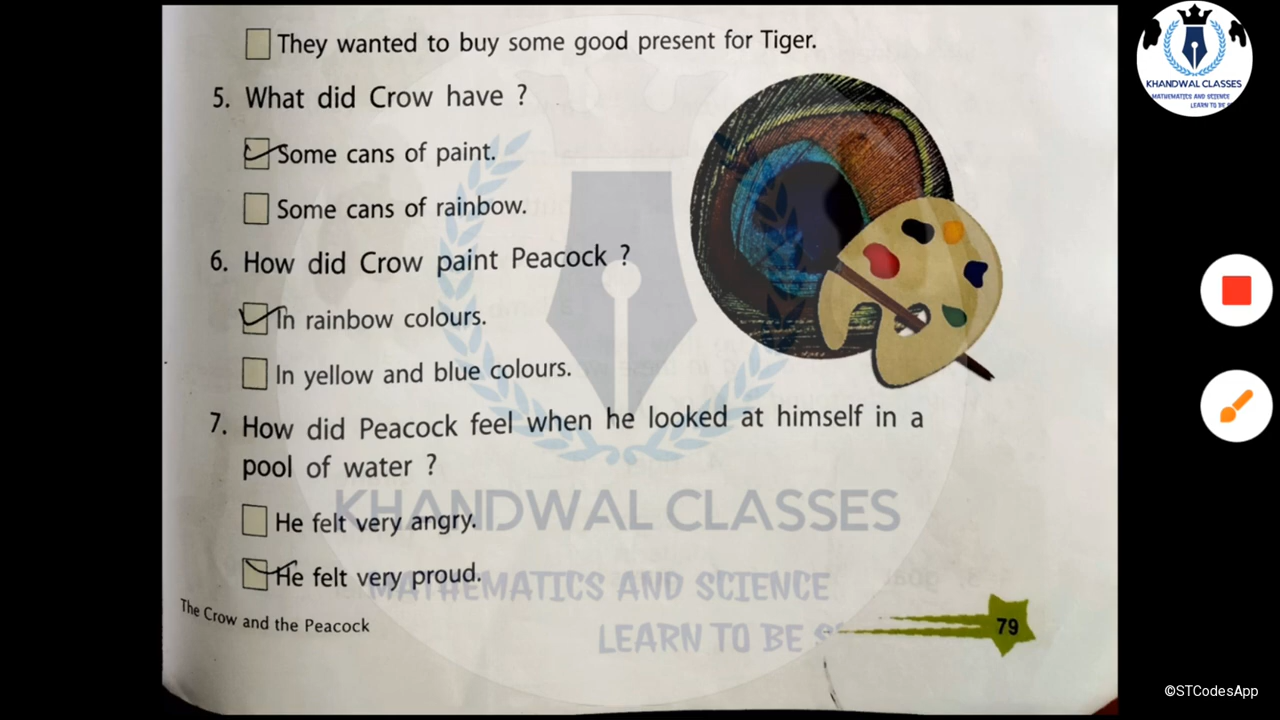 They wanted to buy some good present for Tiger.
5. What did Crow have ?
Some cans of paint.
Some cans of rainbow.
6. How did Crow paint Peacock ?
In rainbow colours.
In yellow and blue colours.
7. How did Peacock feel when he looked at himself in a
pool of water ?
He felt very angry.
He felt very proud.
The Crow and the Peacock
79
KHANDWAL CLASSES
MATHEMATICS AND SCIENCE
LEARN TO BE
KHANDWAL CLASSES
MATHEMATICS AND SCIENCE
LEARN TO BE
©STCodesApp